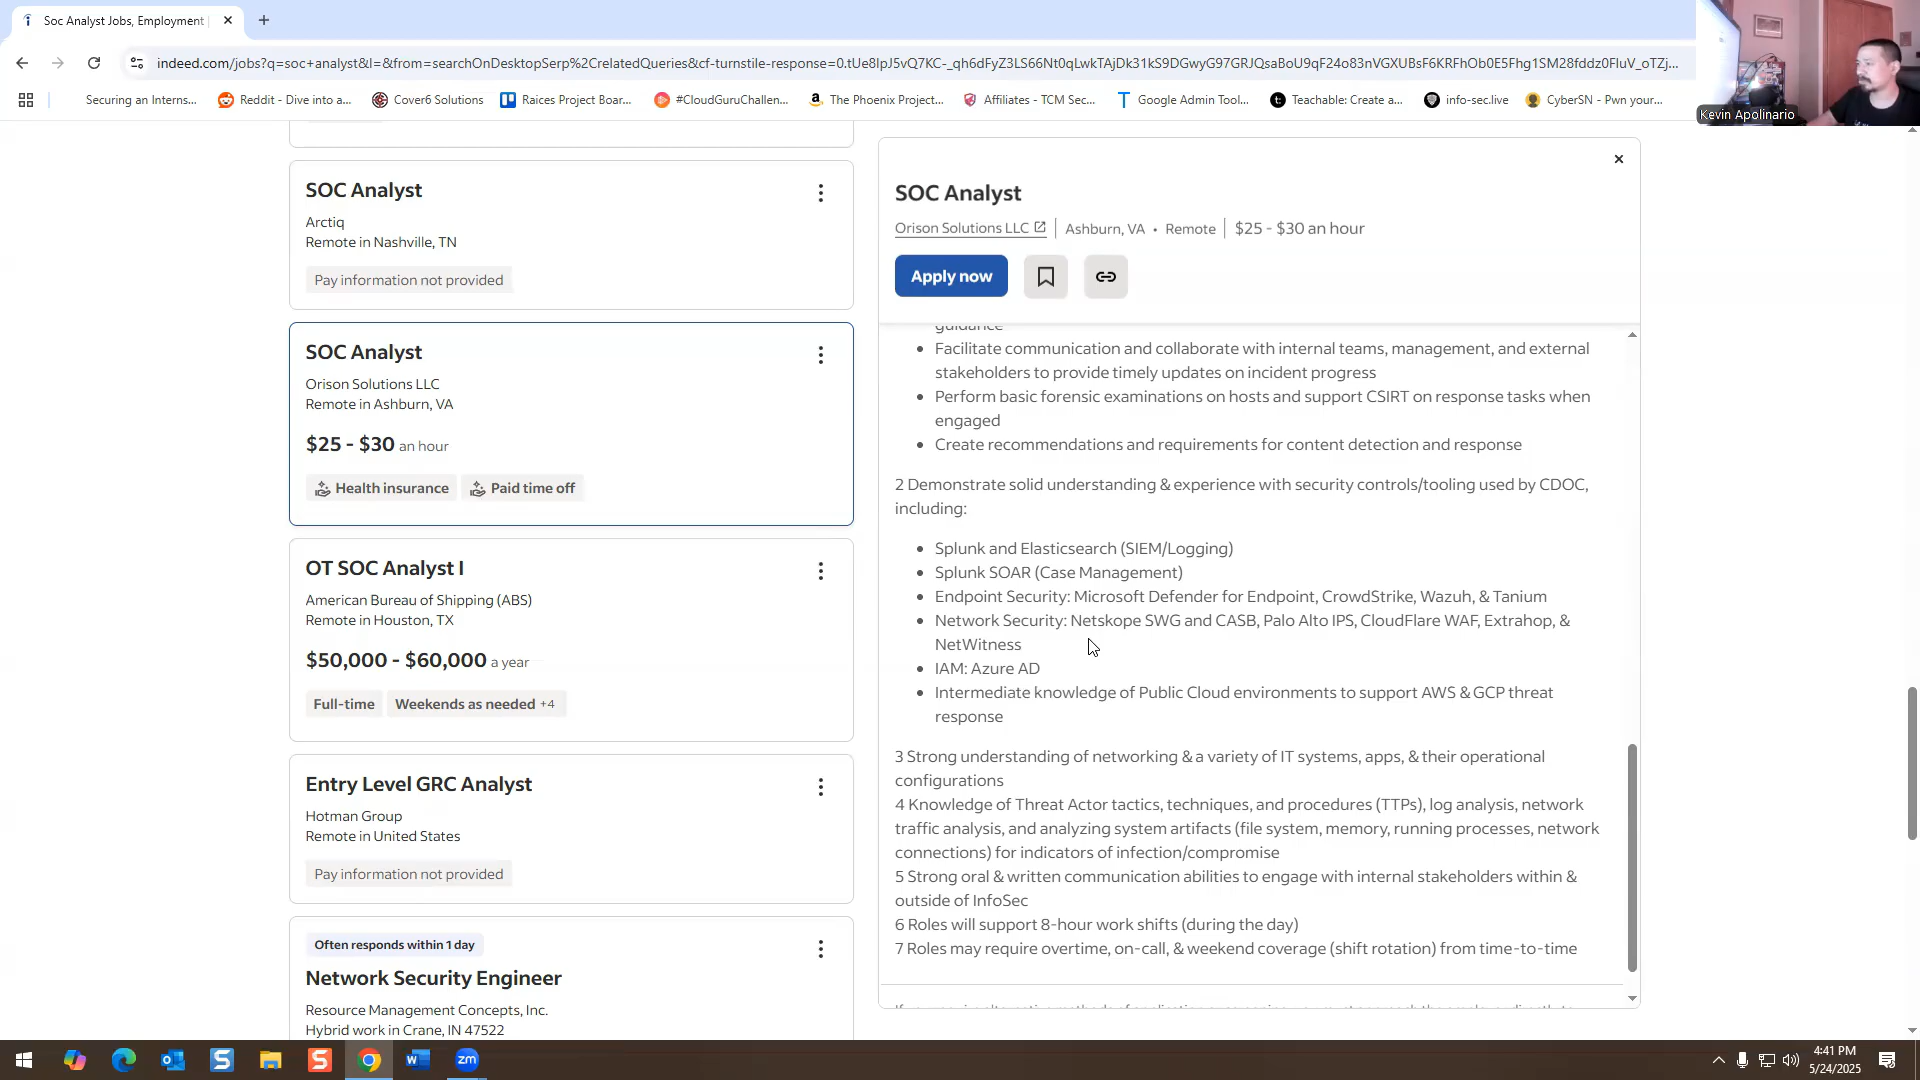 Soc Analyst Jobs, Employment
indeed.com/jobs?q=soc+analyst&l=&from=searchOnDesktopSerp%2CrelatedQueries&cf-turnstile-response=0.tUe8lpJ5vQ7KC-_qh6dFyZ3LS66Nt0qLwkTAjDk31kS9DGwyG97GRJQsaBoU9qF24o83nVGXUBsF6KRFhOb0E5Fhg1SM28fddz0FluV_oTZj...
Securing an Interns...
Reddit - Dive into a...
Cover6 Solutions
Raices Project Boar...
#CloudGuruChallen...
The Phoenix Project...
Affiliates - TCM Sec...
Google Admin Tool...
Teachable: Create a...
info-sec.live
CyberSN - Pwn your...
Kevin Apolinario
SOC Analyst
Arctiq
Remote in Nashville, TN
Pay information not provided
SOC Analyst
Orison Solutions LLC
Remote in Ashburn, VA
$25 - $30 an hour
Health insurance
Paid time off
OT SOC Analyst I
American Bureau of Shipping (ABS)
Remote in Houston, TX
$50,000 - $60,000 a year
Full-time
Weekends as needed +4
Entry Level GRC Analyst
Hotman Group
Remote in United States
Pay information not provided
Often responds within 1 day
Network Security Engineer
Resource Management Concepts, Inc.
Hybrid work in Crane, IN 47522
SOC Analyst
Orison Solutions LLC
Ashburn, VA • Remote
$25 - $30 an hour
Apply now
guidance
• Facilitate communication and collaborate with internal teams, management, and external
stakeholders to provide timely updates on incident progress
• Perform basic forensic examinations on hosts and support CSIRT on response tasks when
engaged
• Create recommendations and requirements for content detection and response
2 Demonstrate solid understanding & experience with security controls/tooling used by CDOC,
including:
• Splunk and Elasticsearch (SIEM/Logging)
• Splunk SOAR (Case Management)
• Endpoint Security: Microsoft Defender for Endpoint, CrowdStrike, Wazuh, & Tanium
• Network Security: Netskope SWG and CASB, Palo Alto IPS, CloudFlare WAF, Extrahop, &
NetWitness
• IAM: Azure AD
• Intermediate knowledge of Public Cloud environments to support AWS & GCP threat
response
3 Strong understanding of networking & a variety of IT systems, apps, & their operational
configurations
4 Knowledge of Threat Actor tactics, techniques, and procedures (TTPs), log analysis, network
traffic analysis, and analyzing system artifacts (file system, memory, running processes, network
connections) for indicators of infection/compromise
5 Strong oral & written communication abilities to engage with internal stakeholders within &
outside of InfoSec
6 Roles will support 8-hour work shifts (during the day)
7 Roles may require overtime, on-call, & weekend coverage (shift rotation) from time-to-time
zm
4:41 PM
5/24/2025